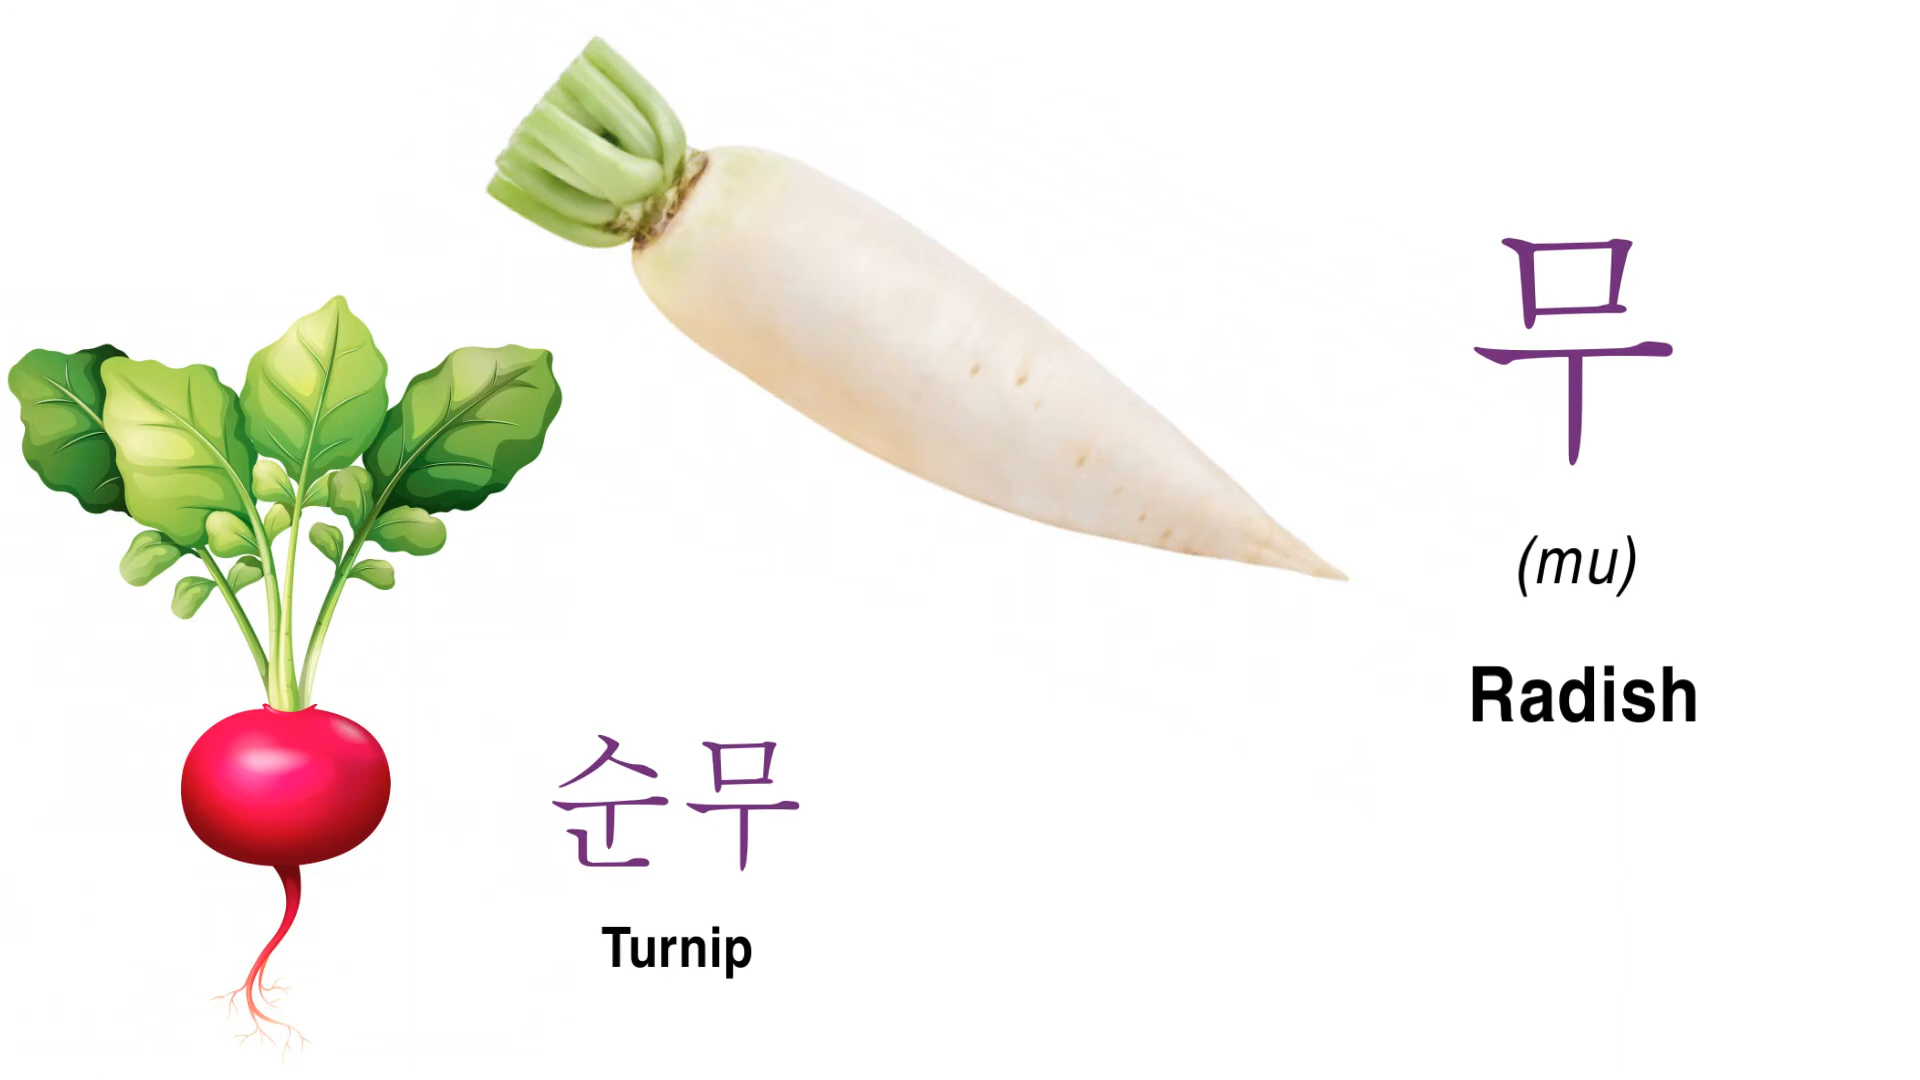 무
(mu)
Radish
순무
Turnip